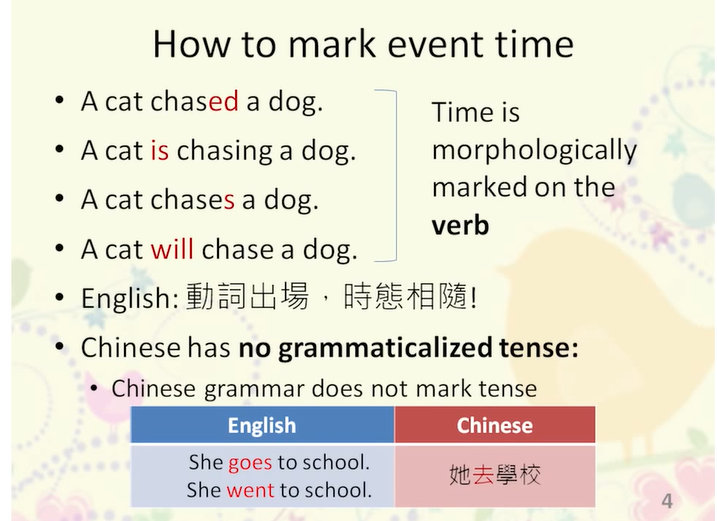 How to mark event time
• A cat chased a dog.
• A cat is chasing a dog.
• A cat chases a dog.
• A cat will chase a dog.
Time is
morphologically
marked on the
verb
• English: 動詞出場，時態相隨!
• Chinese has no grammaticalized tense:
• Chinese grammar does not mark tense
English Chinese
She goes to school.
She went to school.
她去學校
4